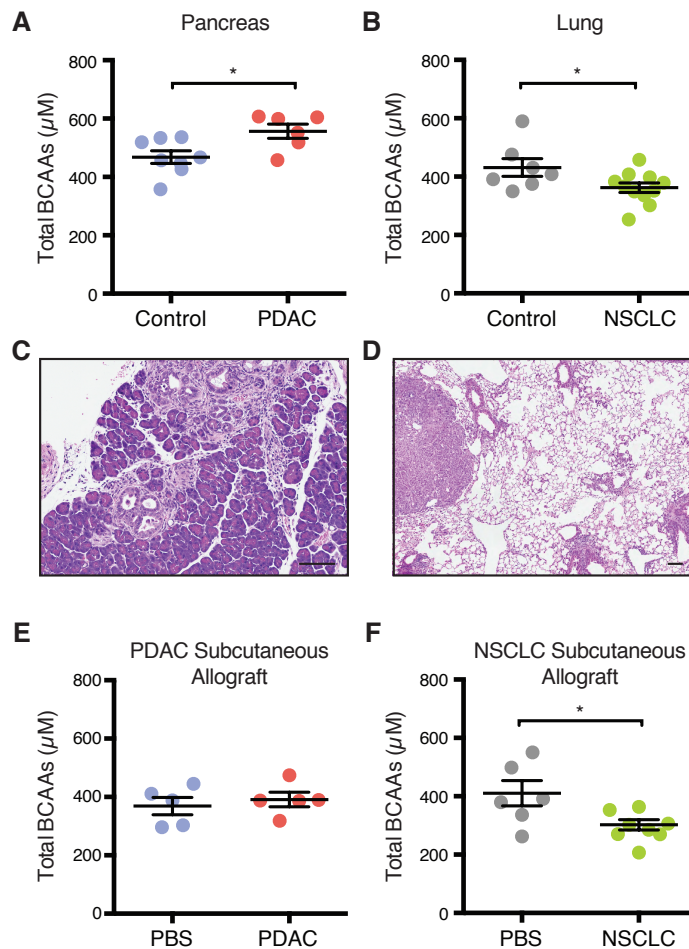 A
Pancreas
Total BCAAs (µM)
800
600
400
200
0
*
Control
PDAC
B
Lung
Total BCAAs (µM)
800
600
400
200
0
*
Control
NSCLC
C
D
E
PDAC Subcutaneous
Allograft
Total BCAAs (µM)
800
600
400
200
0
PBS
PDAC
F
NSCLC Subcutaneous
Allograft
Total BCAAs (µM)
800
600
400
200
0
*
PBS
NSCLC